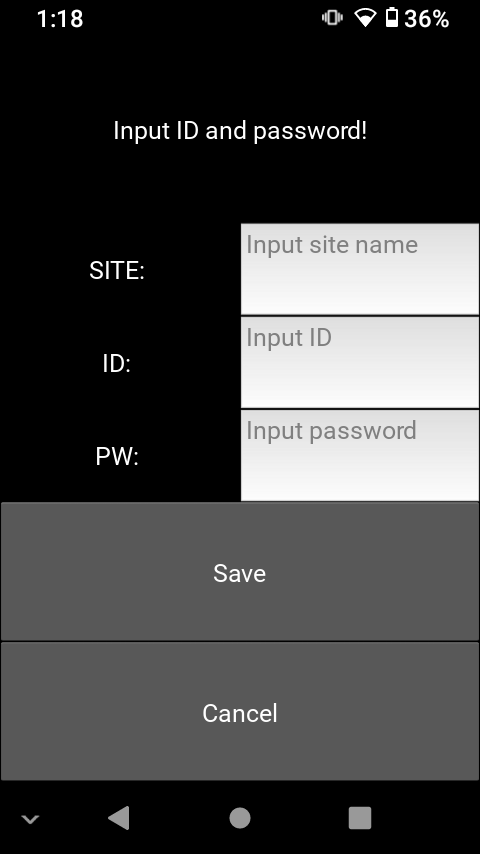 1:18 36%
Input ID and password!
SITE: Input site name
ID: Input ID
PW: Input password
Save
Cancel